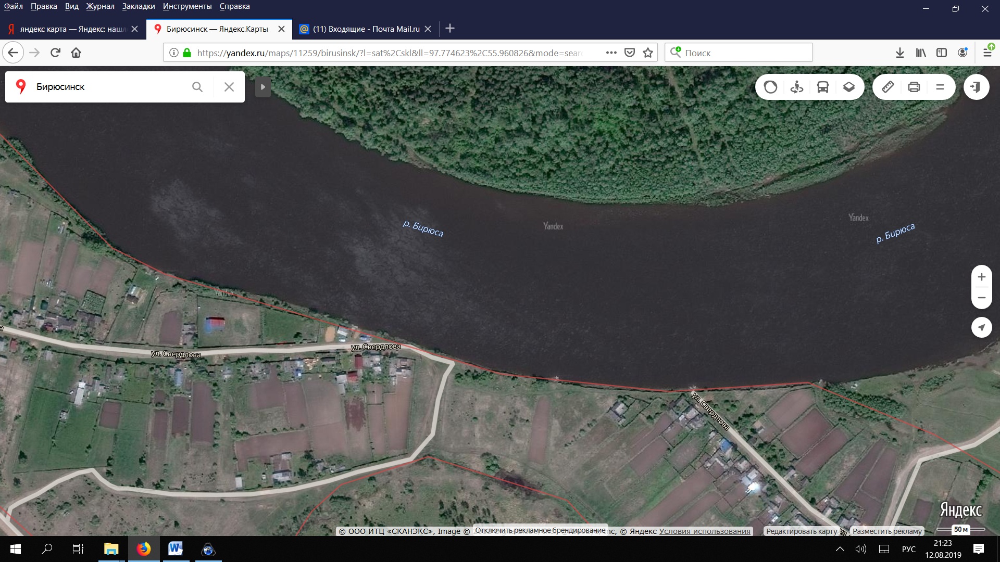 Файл Правка Вид Журнал Закладки Инструменты Справка
яндекс карта — Яндекс: нашл
Бирюсинск — Яндекс.Карты
(11) Входящие - Почта Mail.ru
https://yandex.ru/maps/11259/birusinsk/?l=sat%2Cskl&ll=97.774623%2C55.960826&mode=searc
Поиск
Бирюсинск
р. Бирюса
Yandex
Yandex
р. Бирюса
Yandex
ул. Свердлова
ул. Свердлова
ул. Свердлова
Яндекс
50 м
© ООО ИТЦ «СКАНЭКС», Image ©
Отключить рекламное брендирование
© Яндекс Условия использования
Редактировать карту
Разместить рекламу
РУС
21:23
12.08.2019